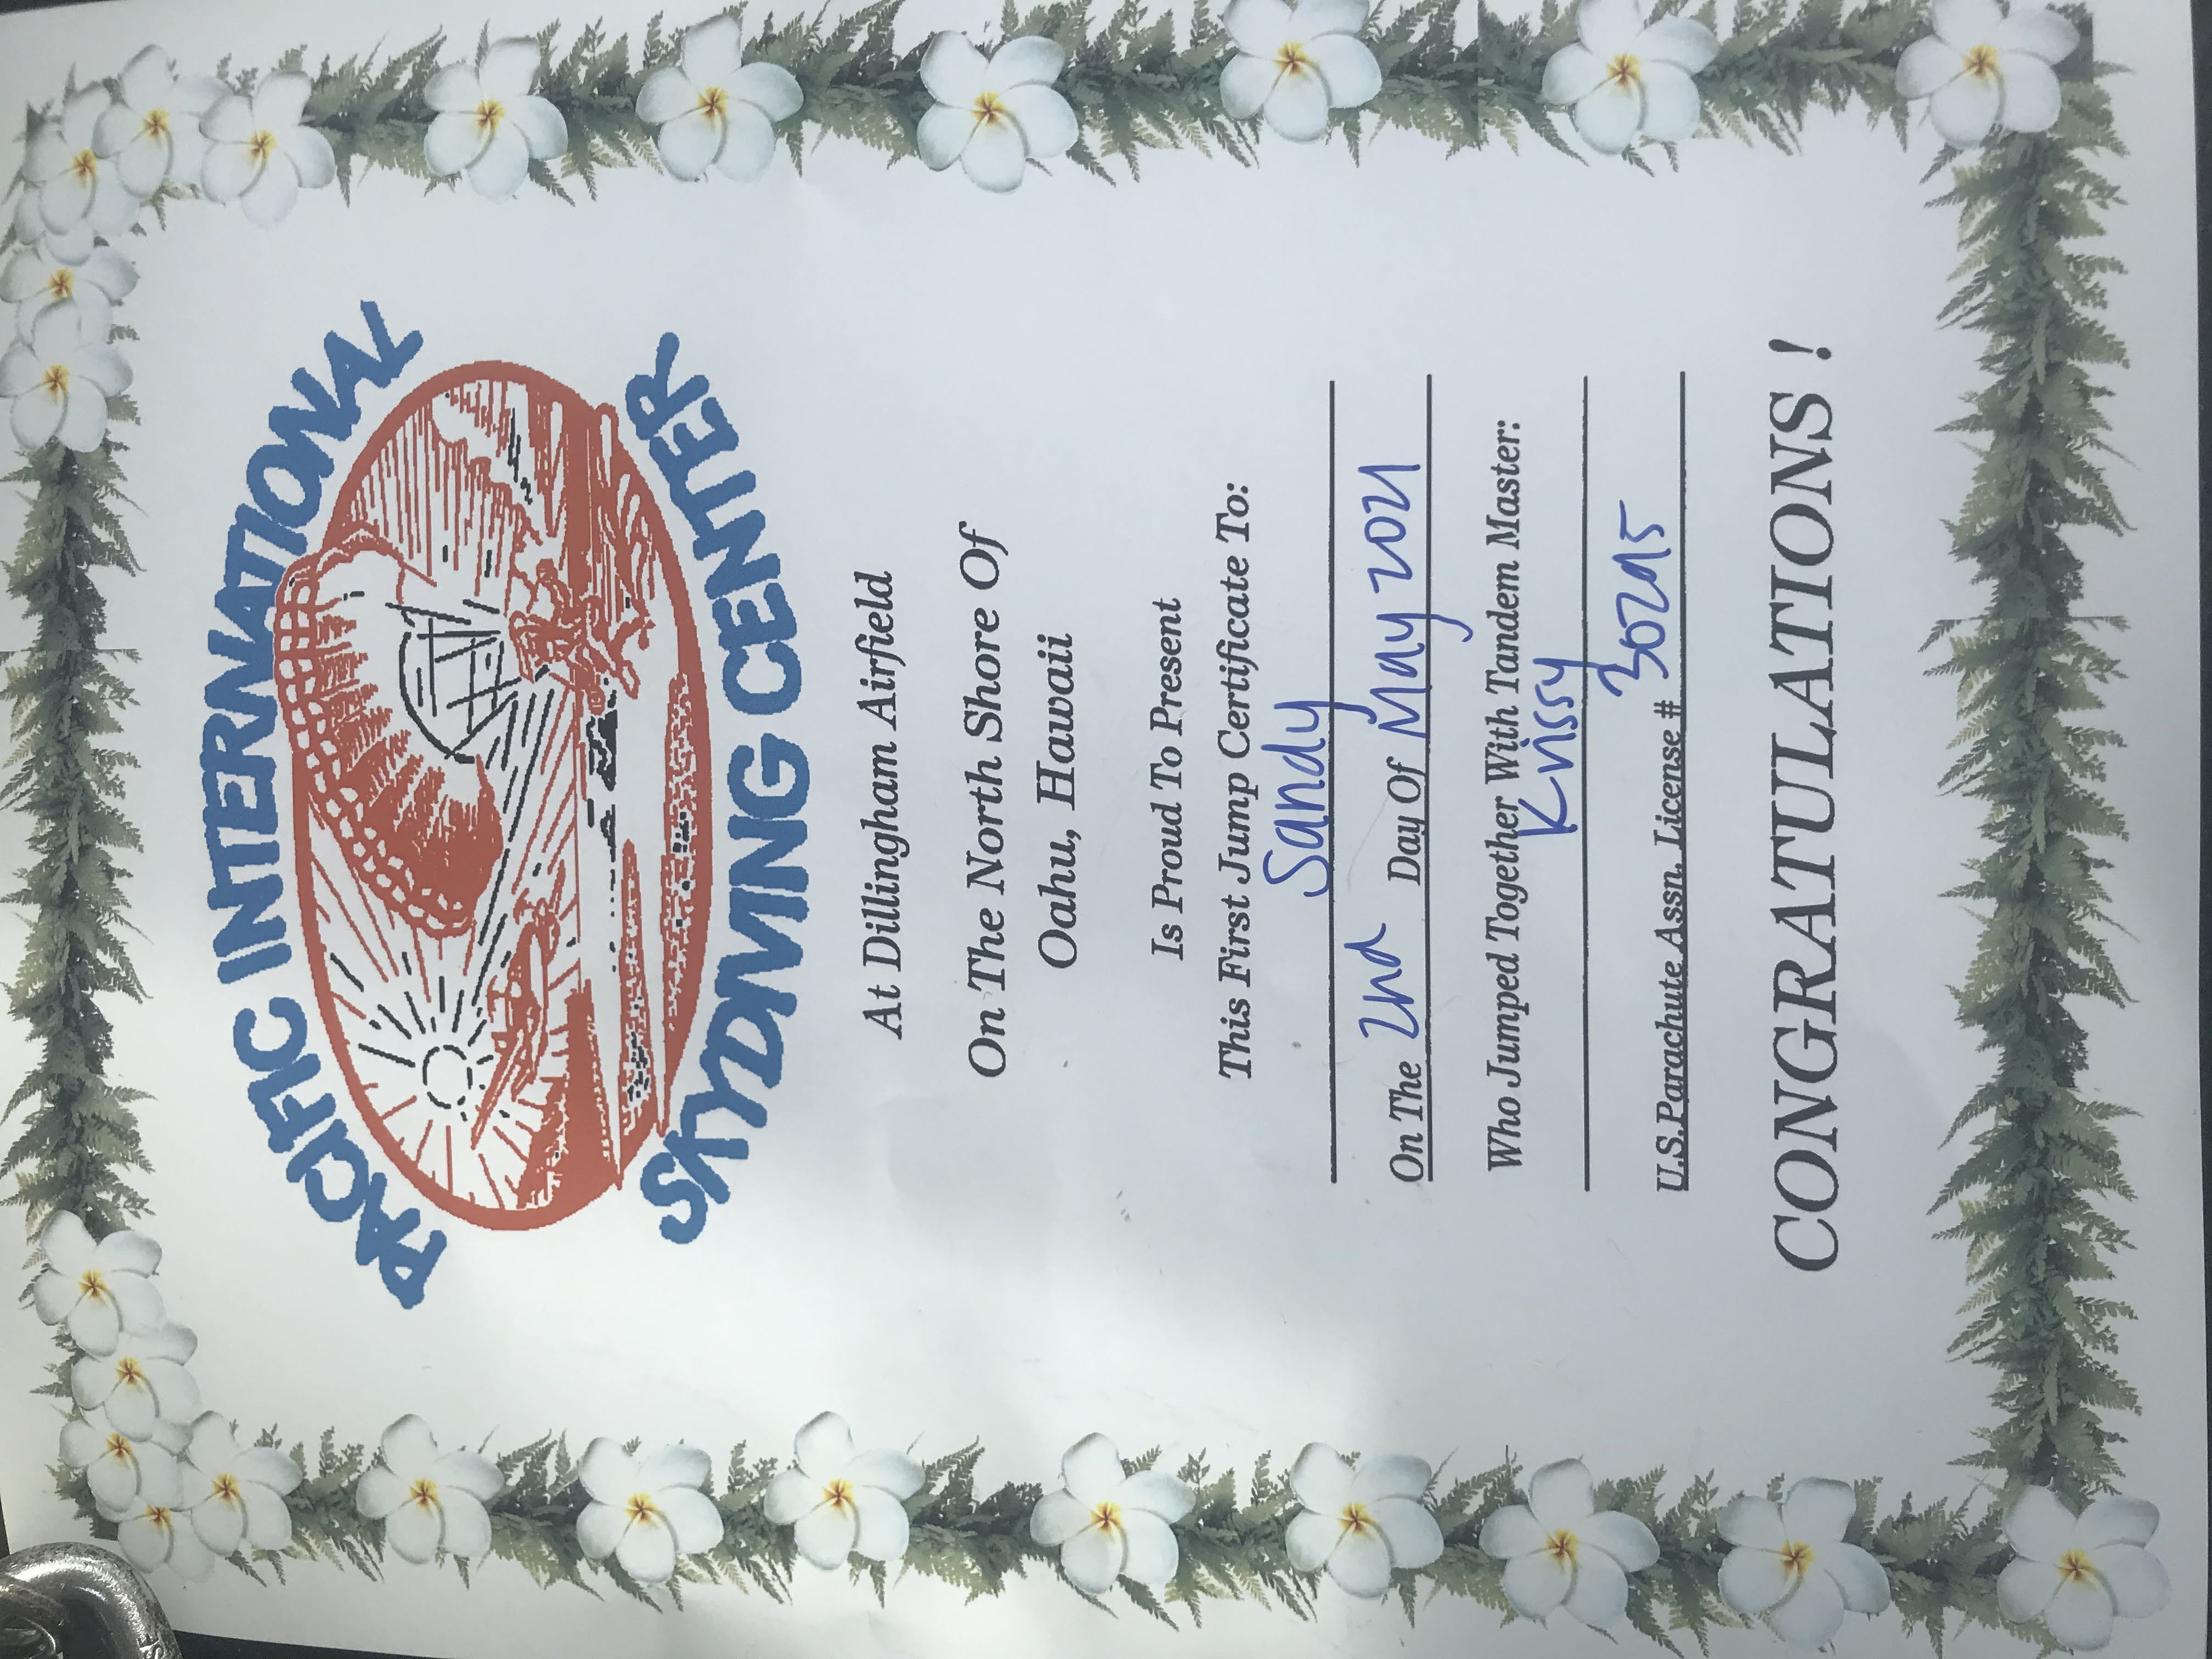 PACIFIC INTERNATIONAL
SKYDIVING CENTER
At Dillingham Airfield
On The North Shore Of
Oahu, Hawaii
Is Proud To Present
This First Jump Certificate To:
Sandy
On The 2nd Day Of May 2021
Who Jumped Together With Tandem Master:
Krissy
U.S.Parachute Assn. License #
CONGRATULATIONS !